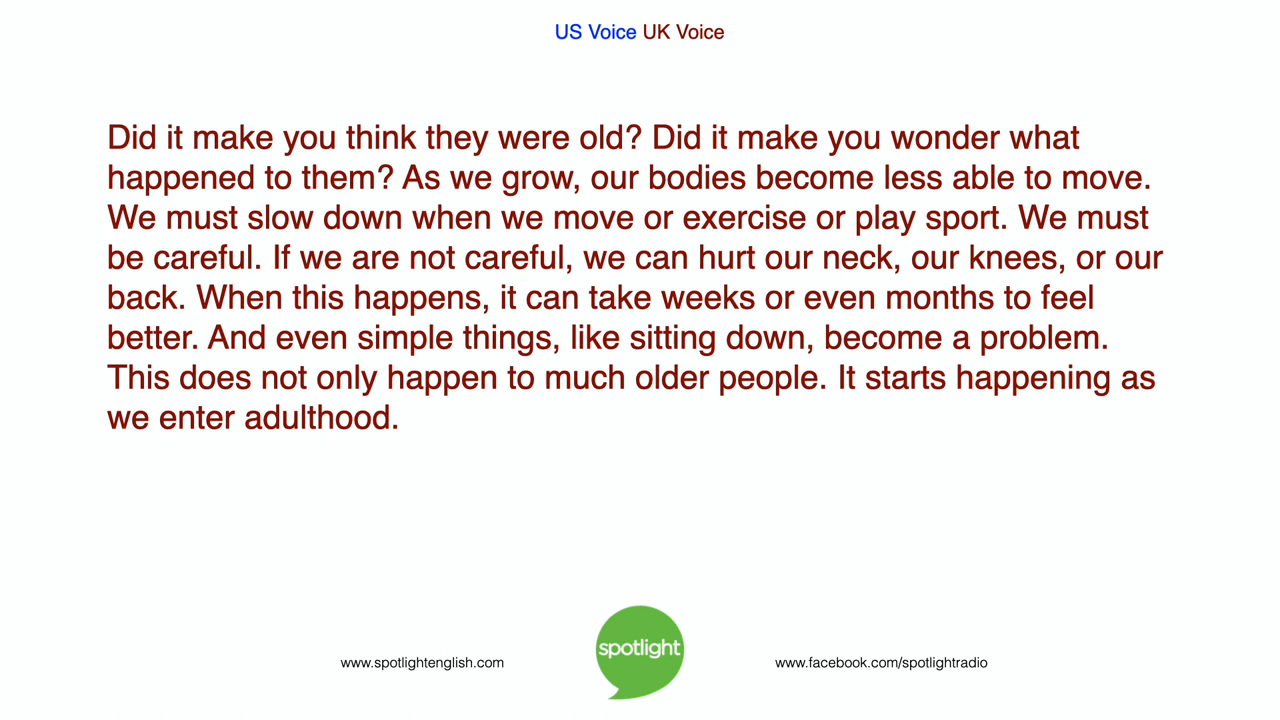 US Voice UK Voice
Did it make you think they were old? Did it make you wonder what
happened to them? As we grow, our bodies become less able to move.
We must slow down when we move or exercise or play sport. We must
be careful. If we are not careful, we can hurt our neck, our knees, or our
back. When this happens, it can take weeks or even months to feel
better. And even simple things, like sitting down, become a problem.
This does not only happen to much older people. It starts happening as
we enter adulthood.
spotlight
www.spotlightenglish.com
www.facebook.com/spotlightradio